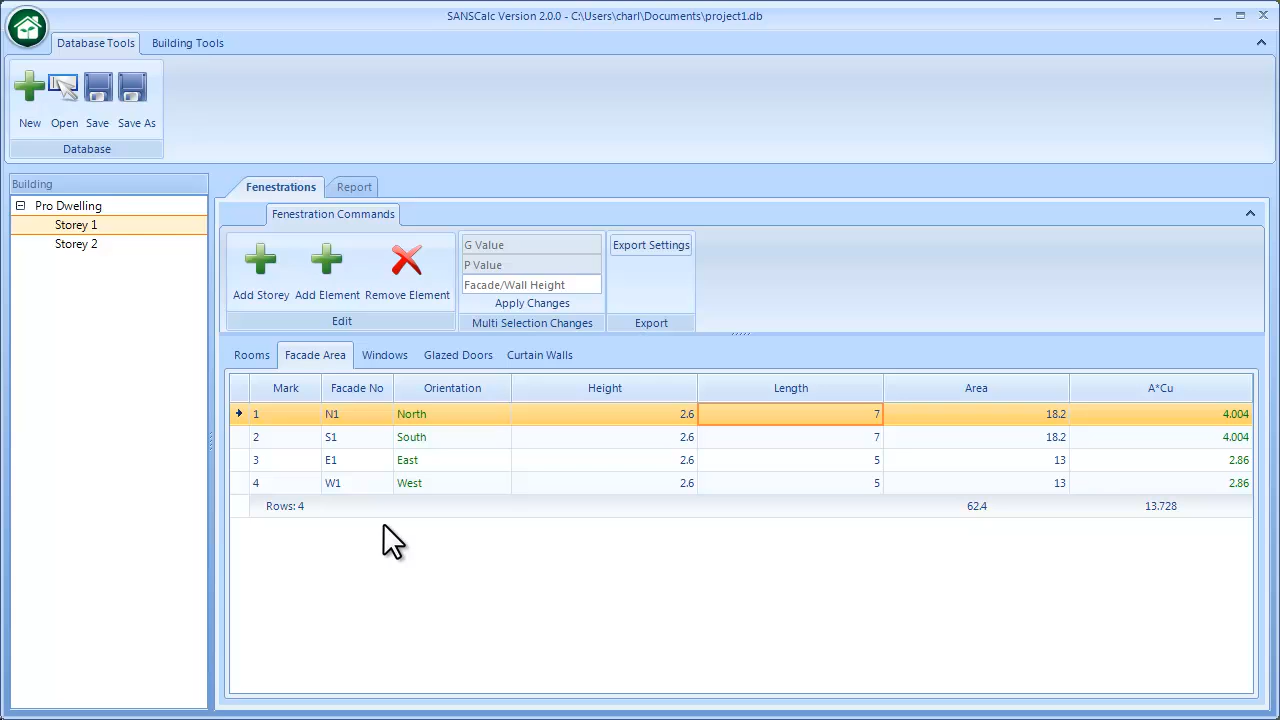 SANSCalc Version 2.0.0 - C:\Users\charl\Documents\project1.db
Database Tools Building Tools
New Open Save Save As
Database
Building
Pro Dwelling
Storey 1
Storey 2
Fenestrations Report
Fenestration Commands
Add Storey Add Element Remove Element
Edit
G Value
P Value
Facade/Wall Height
Apply Changes
Multi Selection Changes
Export Settings
Export
Rooms Facade Area Windows Glazed Doors Curtain Walls
Mark Facade No Orientation Height Length Area A*Cu
1 N1 North 2.6 7 18.2 4.004
2 S1 South 2.6 7 18.2 4.004
3 E1 East 2.6 5 13 2.86
4 W1 West 2.6 5 13 2.86
Rows: 4 62.4 13.728